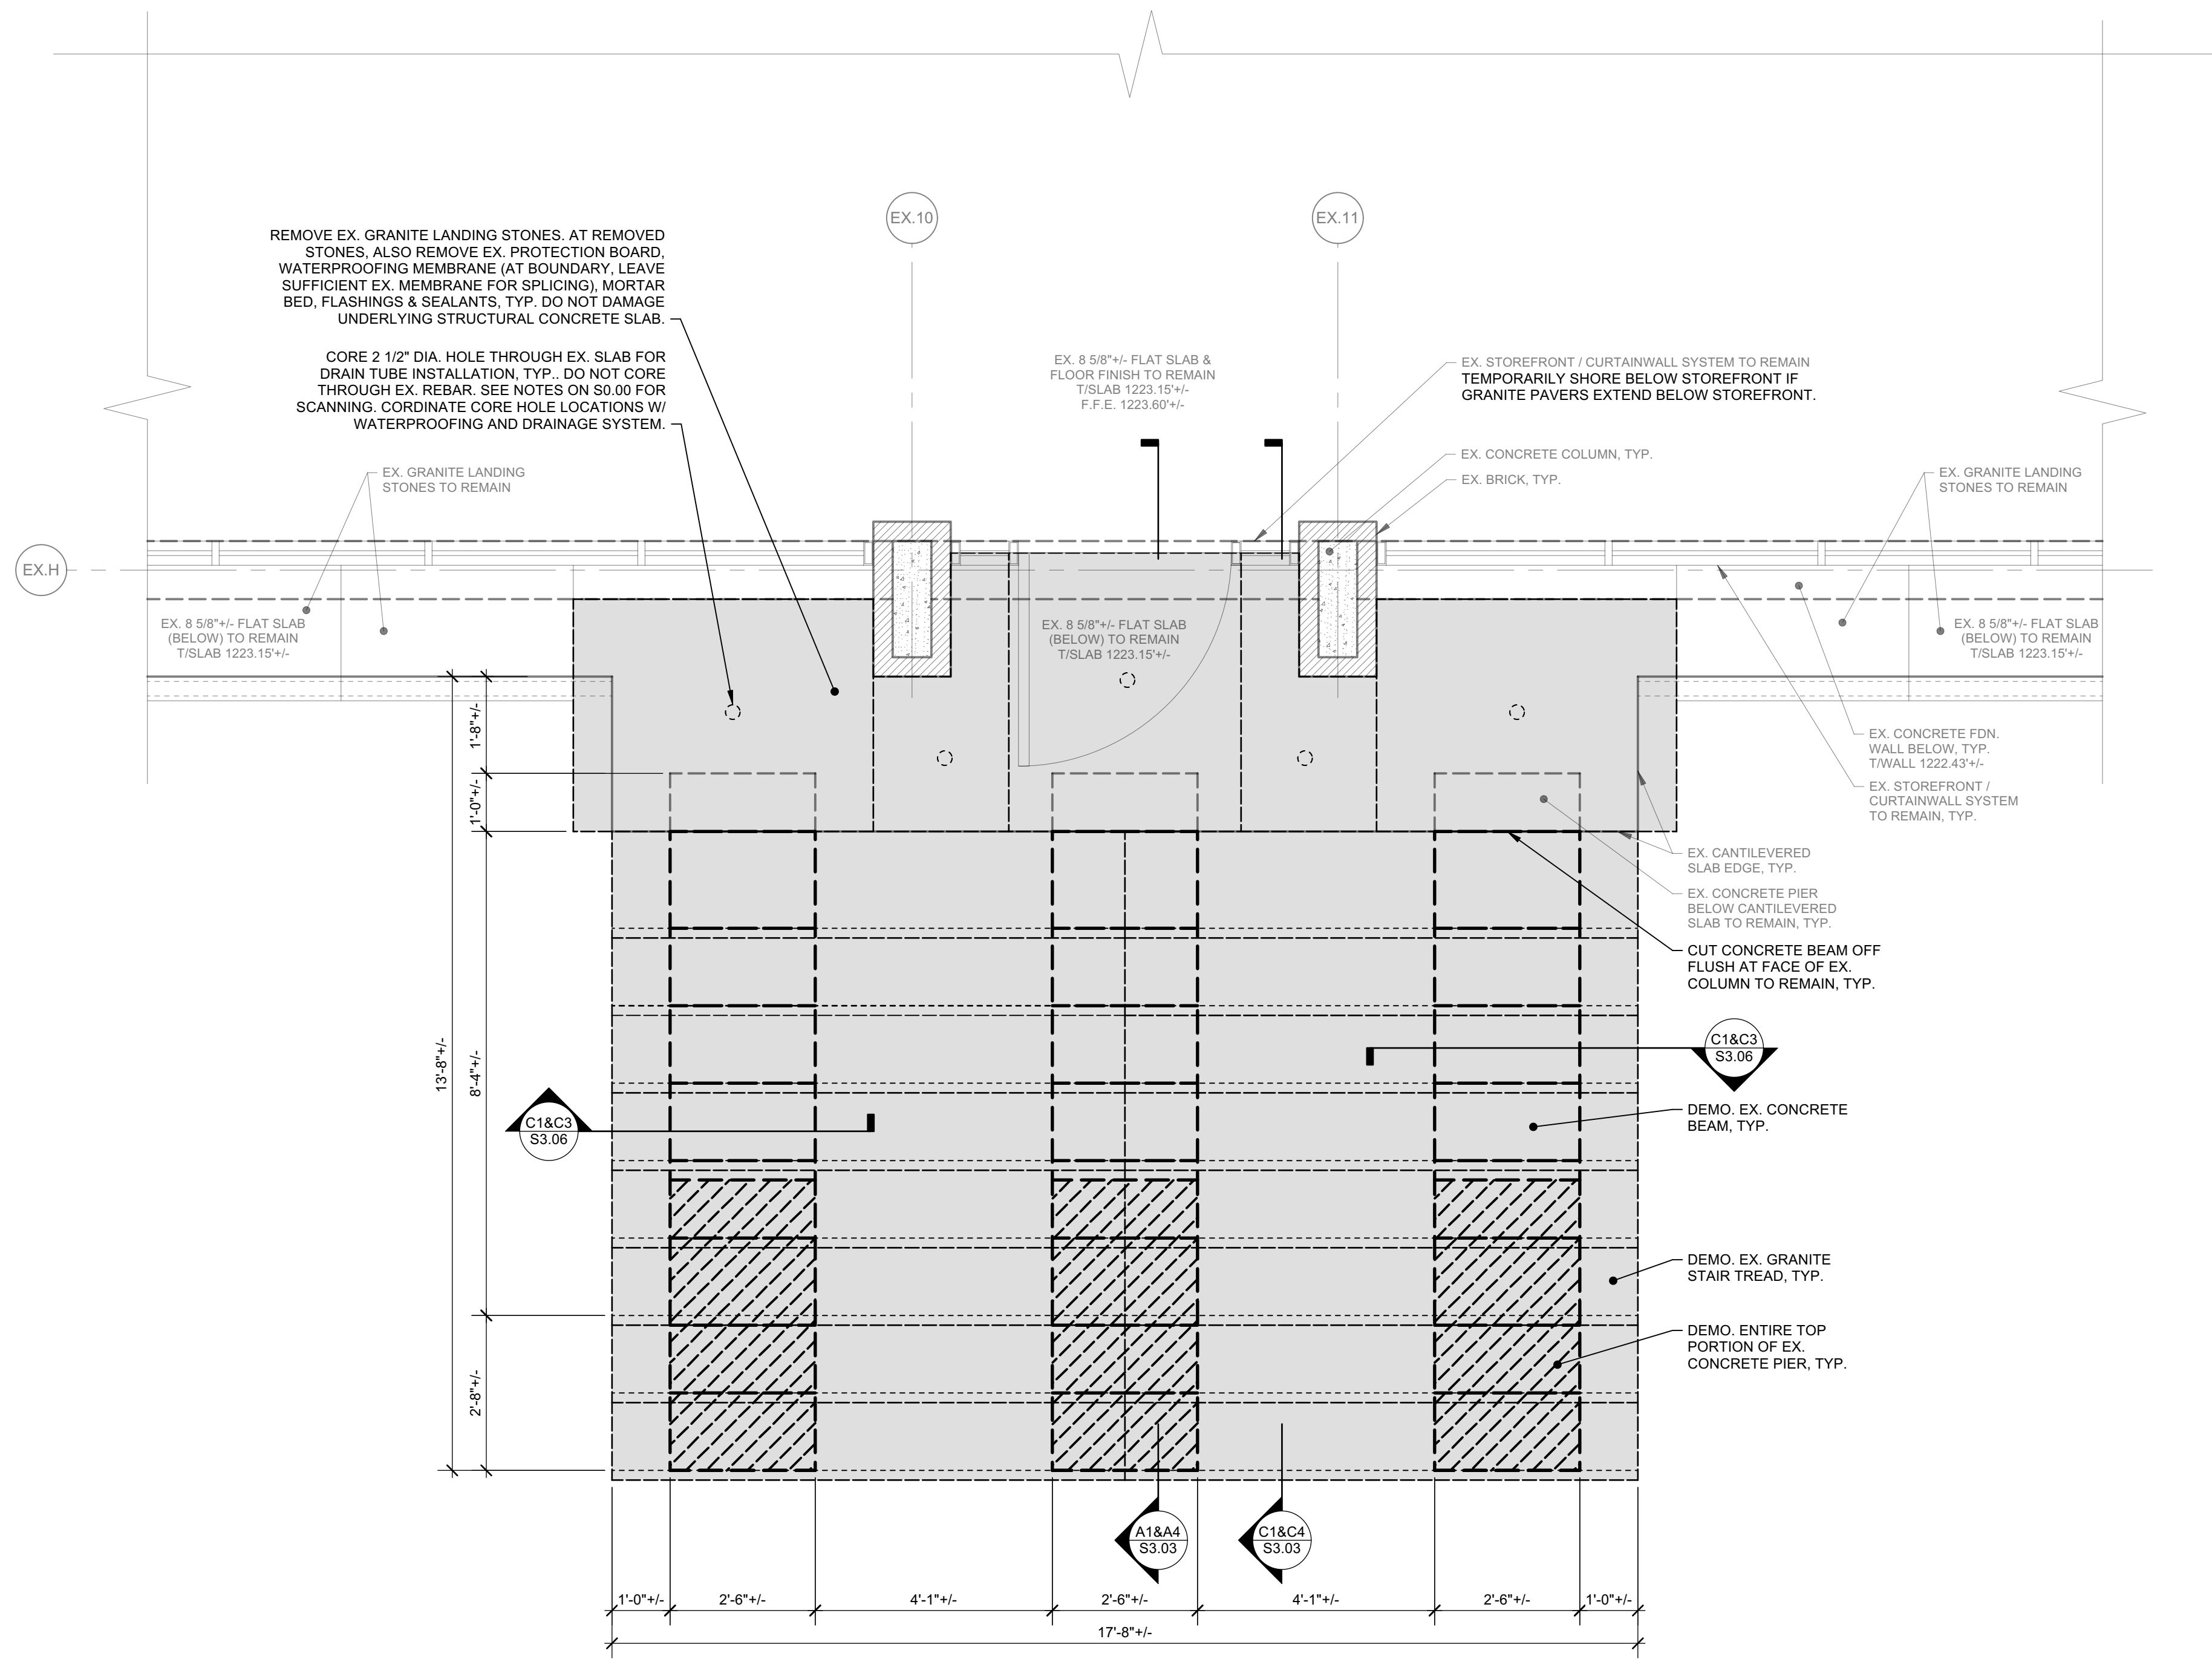 EX.10
EX.11
REMOVE EX. GRANITE LANDING STONES. AT REMOVED
STONES, ALSO REMOVE EX. PROTECTION BOARD,
WATERPROOFING MEMBRANE (AT BOUNDARY, LEAVE
SUFFICIENT EX. MEMBRANE FOR SPLICING), MORTAR
BED, FLASHINGS & SEALANTS, TYP. DO NOT DAMAGE
UNDERLYING STRUCTURAL CONCRETE SLAB.
CORE 2 1/2" DIA. HOLE THROUGH EX. SLAB FOR
DRAIN TUBE INSTALLATION, TYP.. DO NOT CORE
THROUGH EX. REBAR. SEE NOTES ON S0.00 FOR
SCANNING. CORDINATE CORE HOLE LOCATIONS W/
WATERPROOFING AND DRAINAGE SYSTEM.
EX. 8 5/8"+/- FLAT SLAB &
FLOOR FINISH TO REMAIN
T/SLAB 1223.15'+/-
F.F.E. 1223.60'+/-
EX. STOREFRONT / CURTAINWALL SYSTEM TO REMAIN
TEMPORARILY SHORE BELOW STOREFRONT IF
GRANITE PAVERS EXTEND BELOW STOREFRONT.
EX. CONCRETE COLUMN, TYP.
EX. BRICK, TYP.
EX. GRANITE LANDING
STONES TO REMAIN
EX. GRANITE LANDING
STONES TO REMAIN
EX.H
EX. 8 5/8"+/- FLAT SLAB
(BELOW) TO REMAIN
T/SLAB 1223.15'+/-
EX. 8 5/8"+/- FLAT SLAB
(BELOW) TO REMAIN
T/SLAB 1223.15'+/-
EX. 8 5/8"+/- FLAT SLAB
(BELOW) TO REMAIN
T/SLAB 1223.15'+/-
1'-8"+/-
1'-0"+/-
13'-8"+/-
8'-4"+/-
2'-8"+/-
EX. CONCRETE FDN.
WALL BELOW, TYP.
T/WALL 1222.43'+/-
EX. STOREFRONT /
CURTAINWALL SYSTEM
TO REMAIN, TYP.
EX. CANTILEVERED
SLAB EDGE, TYP.
EX. CONCRETE PIER
BELOW CANTILEVERED
SLAB TO REMAIN, TYP.
CUT CONCRETE BEAM OFF
FLUSH AT FACE OF EX.
COLUMN TO REMAIN, TYP.
C1&C3
S3.06
C1&C3
S3.06
DEMO. EX. CONCRETE
BEAM, TYP.
DEMO. EX. GRANITE
STAIR TREAD, TYP.
DEMO. ENTIRE TOP
PORTION OF EX.
CONCRETE PIER, TYP.
A1&A4
S3.03
C1&C4
S3.03
1'-0"+/-
2'-6"+/-
4'-1"+/-
2'-6"+/-
4'-1"+/-
2'-6"+/-
1'-0"+/-
17'-8"+/-